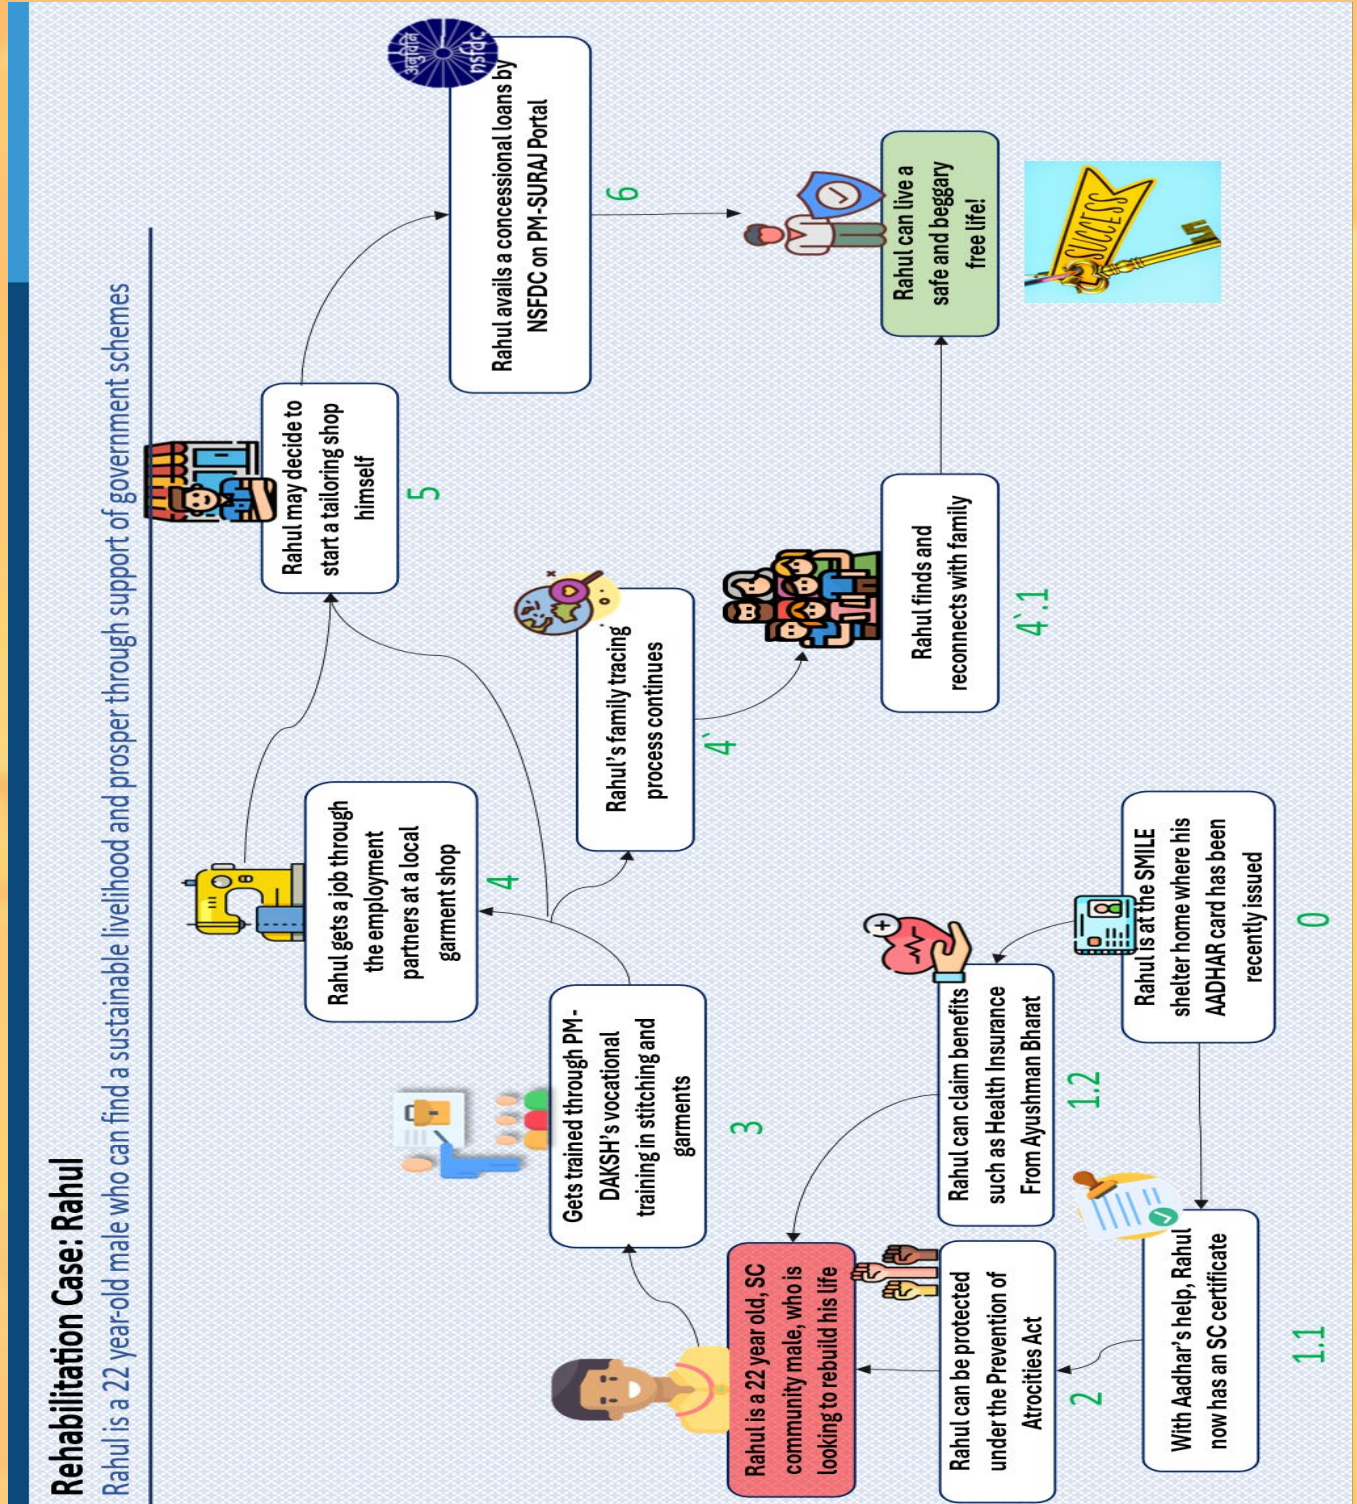 Rehabilitation Case: Rahul
Rahul is a 22 year-old male who can find a sustainable livelihood and prosper through support of government schemes
Rahul is a 22 year old, SC
community male, who is
looking to rebuild his life
Rahul can be protected
under the Prevention of
Atrocities Act
2
With Aadhar's help, Rahul
now has an SC certificate
1.1
Gets trained through PM-
DAKSH's vocational
training in stitching and
garments
3
Rahul can claim benefits
such as Health Insurance
From Ayushman Bharat
1.2
Rahul is at the SMILE
shelter home where his
AADHAR card has been
recently issued
0
Rahul gets a job through
the employment
partners at a local
garment shop
4
Rahul's family tracing
process continues
4`
Rahul may decide to
start a tailoring shop
himself
5
Rahul finds and
reconnects with family
4`.1
अनुविनि
nsfdc
Rahul avails a concessional loans by
NSFDC on PM-SURAJ Portal
6
Rahul can live a
safe and beggary
free life!
SUCCESS